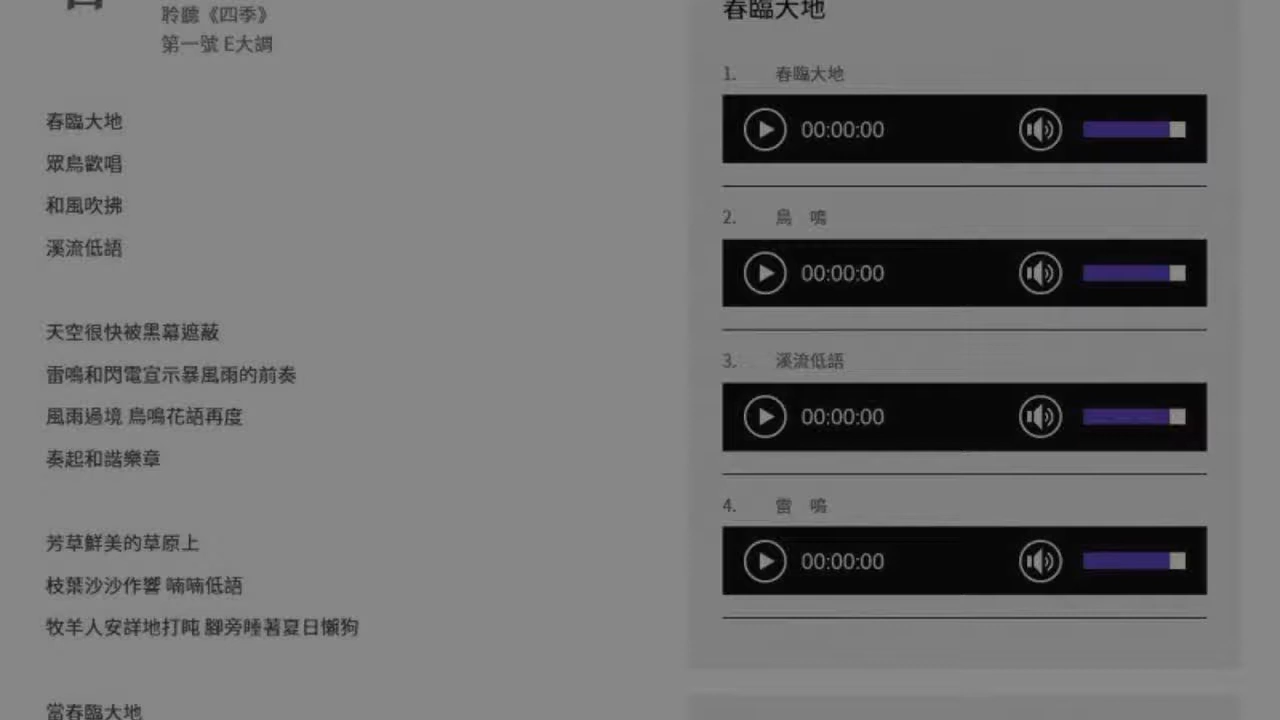 聆聽《四季》
第一號 E大調
春臨大地
眾鳥歡唱
和風吹拂
溪流低語
天空很快被黑幕遮蔽
雷鳴和閃電宣示暴風雨的前奏
風雨過境 鳥鳴花語再度
奏起和諧樂章
芳草鮮美的草原上
枝葉沙沙作響 喃喃低語
牧羊人安詳地打盹 腳旁睡著夏日懶狗
當春臨大地
春臨大地
1. 春臨大地
00:00:00
2. 鳥 鳴
00:00:00
3. 溪流低語
00:00:00
4. 雷 鳴
00:00:00